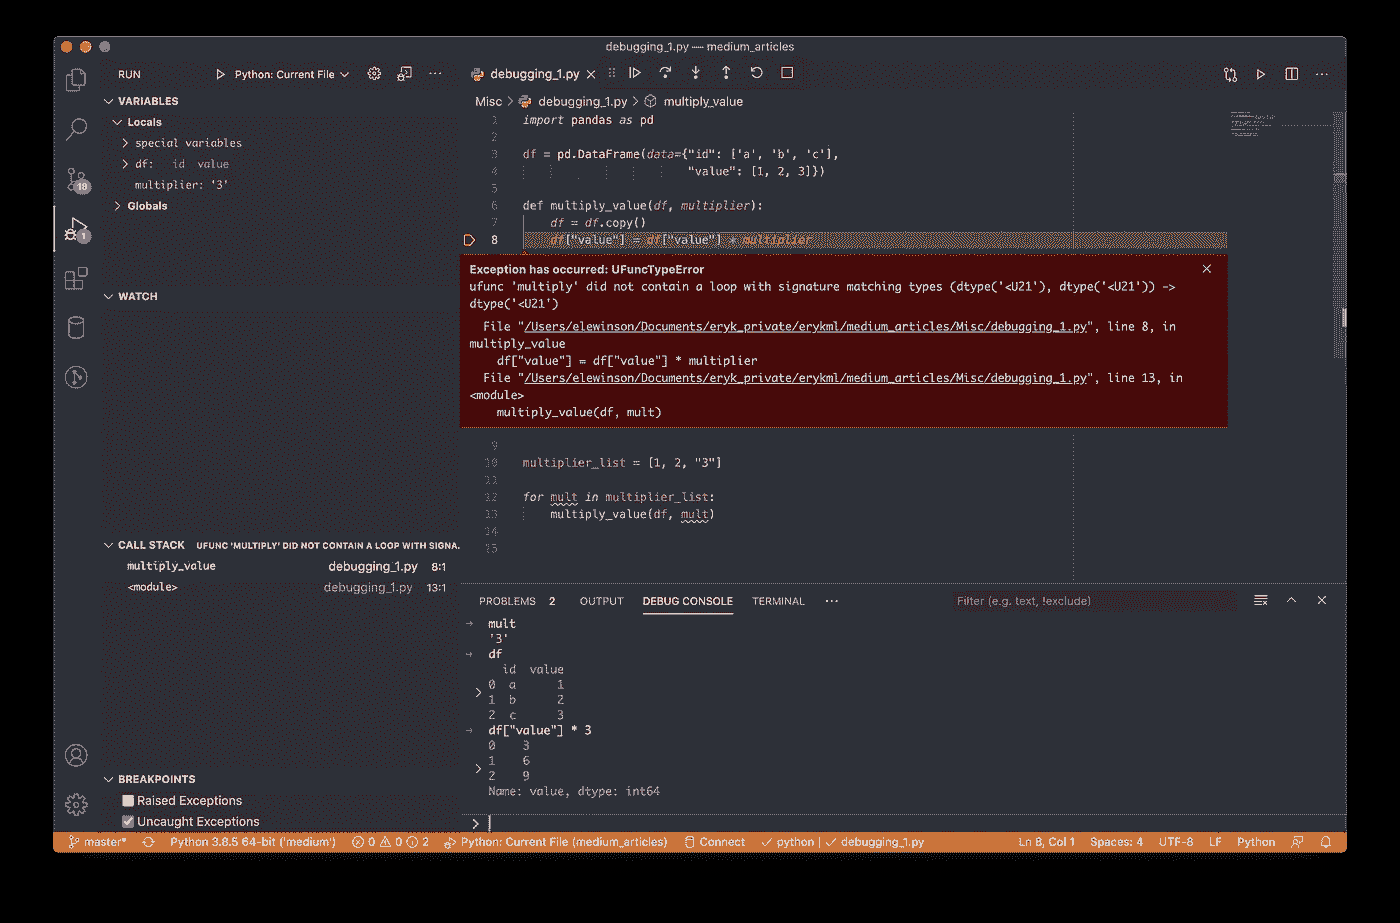 debugging_1.py — medium_articles
RUN
Python: Current File
VARIABLES
Locals
special variables
df:   id  value
multiplier: '3'
Globals
18
1
WATCH
CALL STACK UFUNC 'MULTIPLY' DID NOT CONTAIN A LOOP WITH SIGNA.
multiply_value debugging_1.py 8:1
<module> debugging_1.py 13:1
BREAKPOINTS
Raised Exceptions
Uncaught Exceptions
debugging_1.py
Misc > debugging_1.py > multiply_value
1 import pandas as pd
2
3 df = pd.DataFrame(data={"id": ['a', 'b', 'c'],
4 "value": [1, 2, 3]})
5
6 def multiply_value(df, multiplier):
7 df = df.copy()
8 df["value"] = df["value"] * multiplier
Exception has occurred: UFuncTypeError
ufunc 'multiply' did not contain a loop with signature matching types (dtype('<U21'), dtype('<U21')) ->
dtype('<U21')
File "/Users/elewinson/Documents/eryk_private/erykml/medium_articles/Misc/debugging_1.py", line 8, in
multiply_value
df["value"] = df["value"] * multiplier
File "/Users/elewinson/Documents/eryk_private/erykml/medium_articles/Misc/debugging_1.py", line 13, in
<module>
multiply_value(df, mult)
9
10 multiplier_list = [1, 2, "3"]
11
12 for mult in multiplier_list:
13 multiply_value(df, mult)
14
15
PROBLEMS 2 OUTPUT DEBUG CONSOLE TERMINAL ··· Filter (e.g. text, !exclude)
mult
'3'
df
id value
0 a 1
1 b 2
2 c 3
df["value"] * 3
0 3
1 6
2 9
Name: value, dtype: int64
master* Python 3.8.5 64-bit ('medium') 0 0 2 Python: Current File (medium_articles) Connect python | debugging_1.py Ln 8, Col 1 Spaces: 4 UTF-8 LF Python